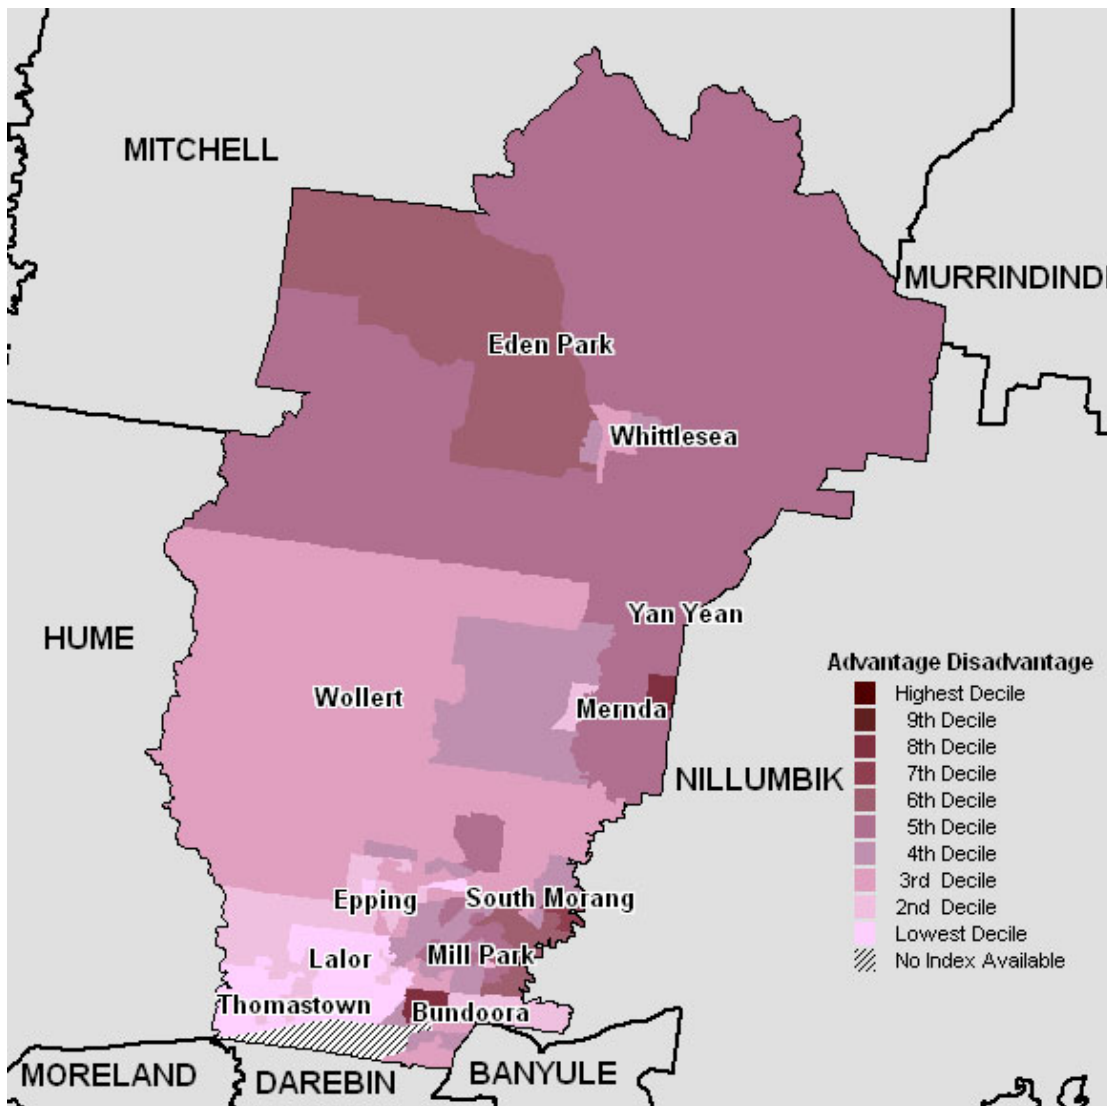 MITCHELL
MURRINDINDI
Eden Park
Whittlesea
Yan Yean
HUME
Advantage Disadvantage
Highest Decile
9th Decile
8th Decile
7th Decile
6th Decile
5th Decile
4th Decile
3rd Decile
2nd Decile
Lowest Decile
No Index Available
Wollert
Mernda
NILLUMBIK
Epping
South Morang
Lalor
Mill Park
Thomastown
Bundoora
MORELAND
DAREBIN
BANYULE